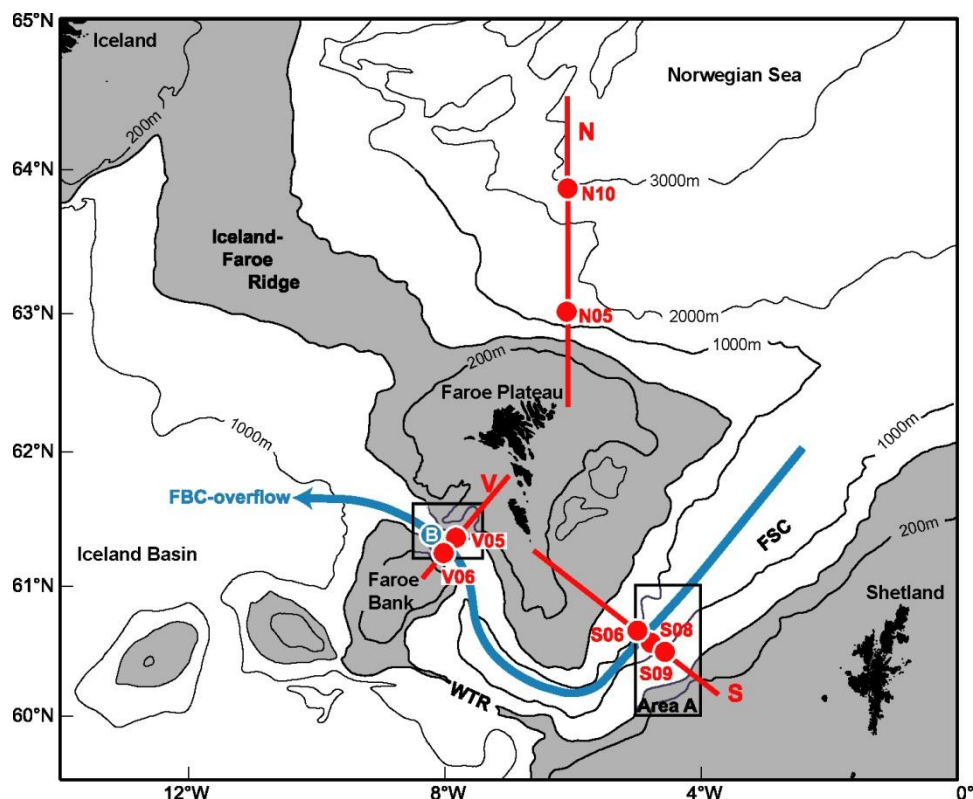 65°N
Iceland
200m
Norwegian Sea
N
64°N
3000m
N10
Iceland-
Faroe
Ridge
63°N
N05
2000m
1000m
200m
Faroe Plateau
1000m
62°N
1000m
V
FBC-overflow
FSC
200m
B
V05
Iceland Basin
V06
61°N
Faroe
Bank
Shetland
S06
S08
S09
WTR
S
Area A
60°N
12°W
8°W
4°W
0°